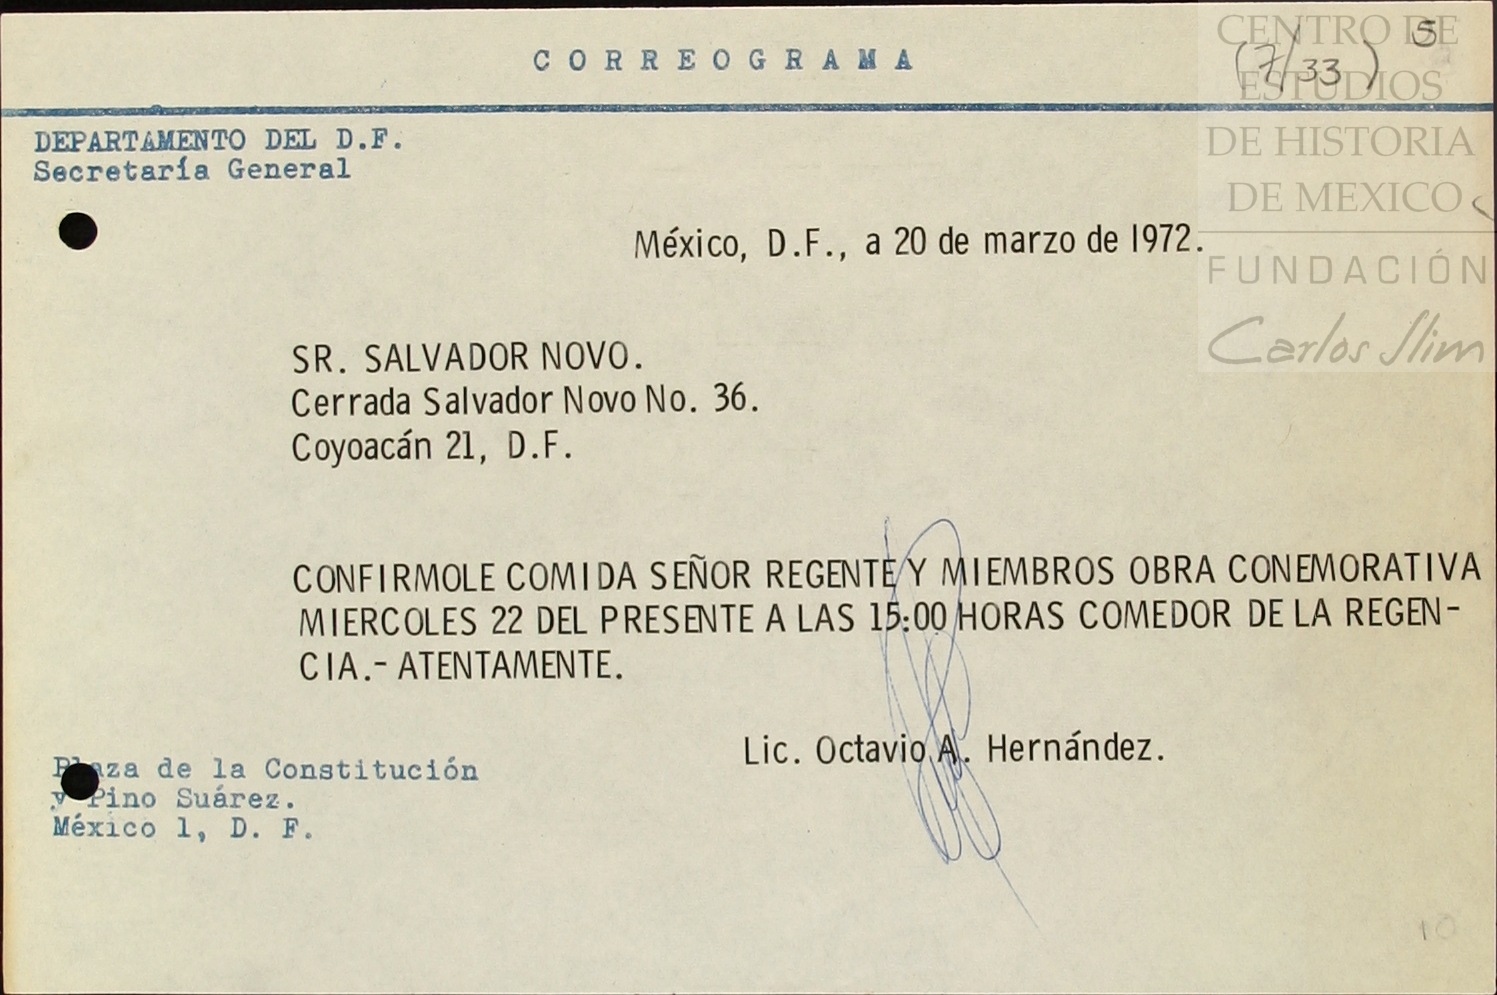 CORREOGRAMA
(7/33) 5
DEPARTAMENTO DEL D.F.
Secretaría General
México, D.F., a 20 de marzo de 1972.
SR. SALVADOR NOVO.
Cerrada Salvador Novo No. 36.
Coyoacán 21, D.F.
CONFIRMOLE COMIDA SEÑOR REGENTE Y MIEMBROS OBRA CONEMORATIVA
MIERCOLES 22 DEL PRESENTE A LAS 15:00 HORAS COMEDOR DE LA REGEN-
CIA.- ATENTAMENTE.
Lic. Octavio A. Hernández.
Plaza de la Constitución
y Pino Suárez.
México 1, D. F.
10
CENTRO DE
ESTUDIOS
DE HISTORIA
DE MEXICO
FUNDACIÓN
Carlos Slim